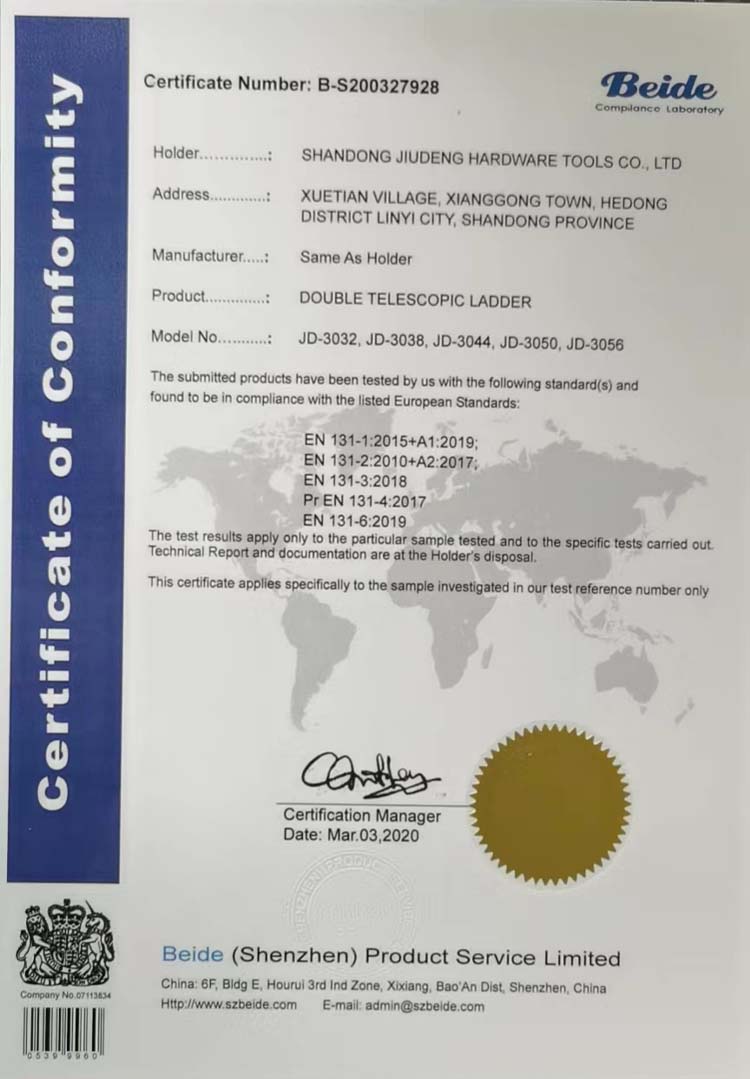 Certificate of Conformity
Certificate Number: B-S200327928
Beide
Compliance Laboratory
Holder..............: SHANDONG JIUDENG HARDWARE TOOLS CO., LTD
Address............: XUETIAN VILLAGE, XIANGGONG TOWN, HEDONG
DISTRICT LINYI CITY, SHANDONG PROVINCE
Manufacturer.....: Same As Holder
Product.............: DOUBLE TELESCOPIC LADDER
Model No...........: JD-3032, JD-3038, JD-3044, JD-3050, JD-3056
The submitted products have been tested by us with the following standard(s) and
found to be in compliance with the listed European Standards:
EN 131-1:2015+A1:2019;
EN 131-2:2010+A2:2017;
EN 131-3:2018
Pr EN 131-4:2017
EN 131-6:2019
The test results apply only to the particular sample tested and to the specific tests carried out.
Technical Report and documentation are at the Holder's disposal.
This certificate applies specifically to the sample investigated in our test reference number only
Certification Manager
Date: Mar.03,2020
Company No.07113834
05399960
Beide (Shenzhen) Product Service Limited
China: 6F, Bldg E, Hourui 3rd Ind Zone, Xixiang, Bao'An Dist, Shenzhen, China
Http://www.szbeide.com E-mail: admin@szbeide.com